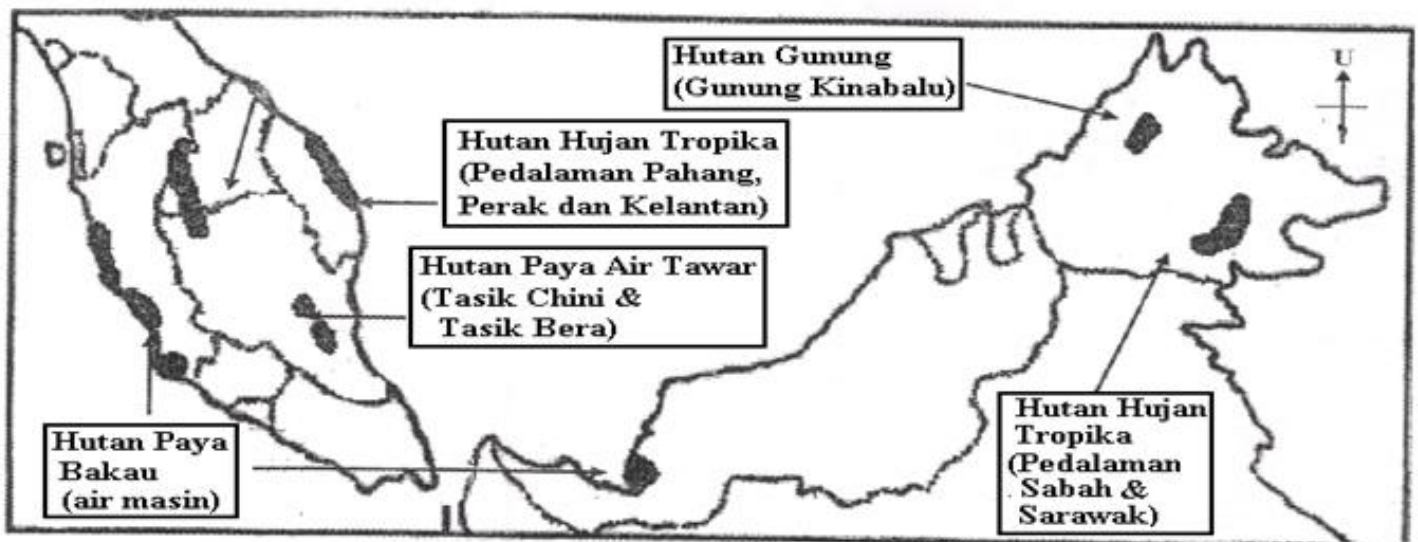 Hutan Gunung
(Gunung Kinabalu)
U
Hutan Hujan Tropika
(Pedalaman Pahang,
Perak dan Kelantan)
Hutan Paya Air Tawar
(Tasik Chini &
Tasik Bera)
Hutan Paya
Bakau
(air masin)
Hutan Hujan
Tropika
(Pedalaman
Sabah &
Sarawak)